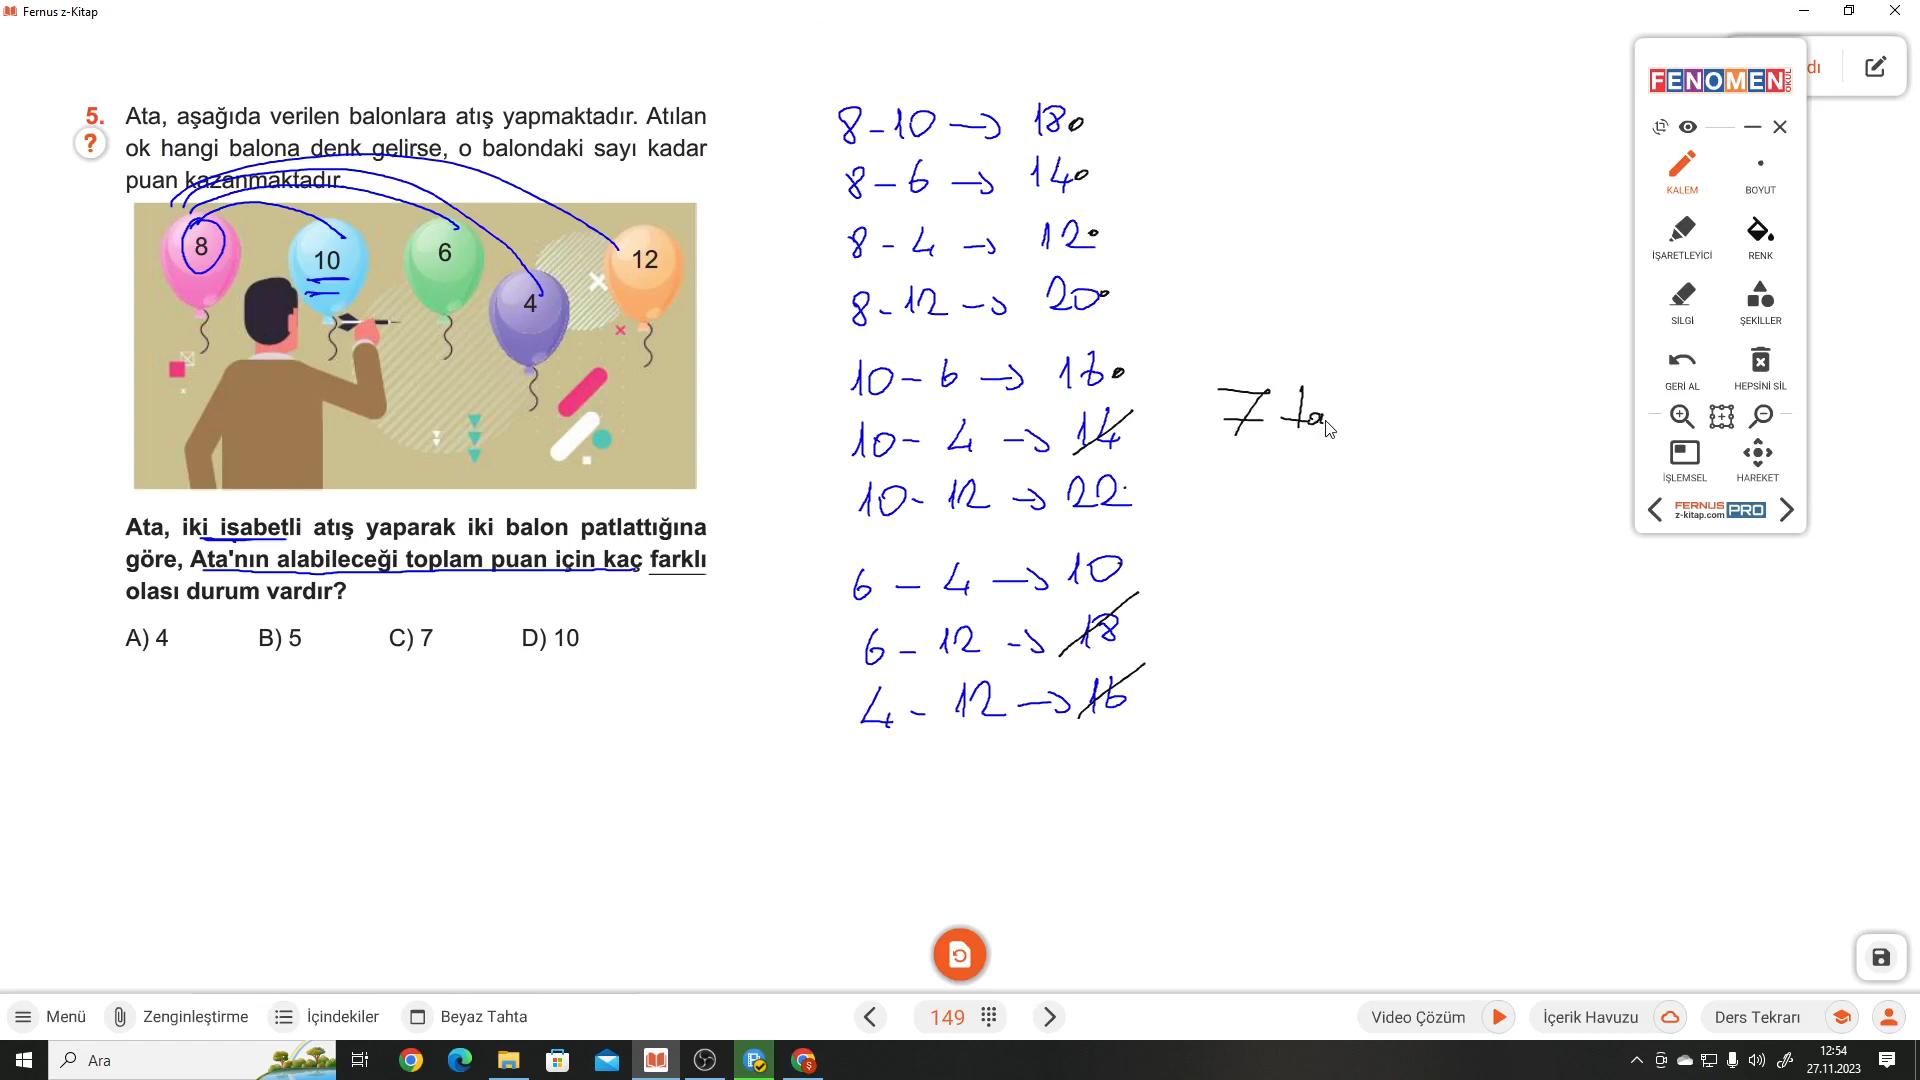 Fernus z-Kitap
5. Ata, aşağıda verilen balonlara atış yapmaktadır. Atılan
? ok hangi balona denk gelirse, o balondaki sayı kadar
puan kazanmaktadır.
8
10
6
4
12
Ata, iki isabetli atış yaparak iki balon patlattığına
göre, Ata'nın alabileceği toplam puan için kaç farklı
olası durum vardır?
A) 4 B) 5 C) 7 D) 10
8 - 10 → 18
8 - 6 → 14
8 - 4 → 12
8 - 12 → 20
10 - 6 → 16
10 - 4 → 14
10 - 12 → 22
6 - 4 → 10
6 - 12 → 18
4 - 12 → 16
7 ta
dı
FENOMEN OKUL
KALEM BOYUT
İŞARETLEYİCİ RENK
SİLGİ ŞEKİLLER
GERİ AL HEPSİNİ SİL
İŞLEMSEL HAREKET
FERNUS z-kitap.com PRO
Menü Zenginleştirme İçindekiler Beyaz Tahta 149 Video Çözüm İçerik Havuzu Ders Tekrarı
Ara
12:54
27.11.2023